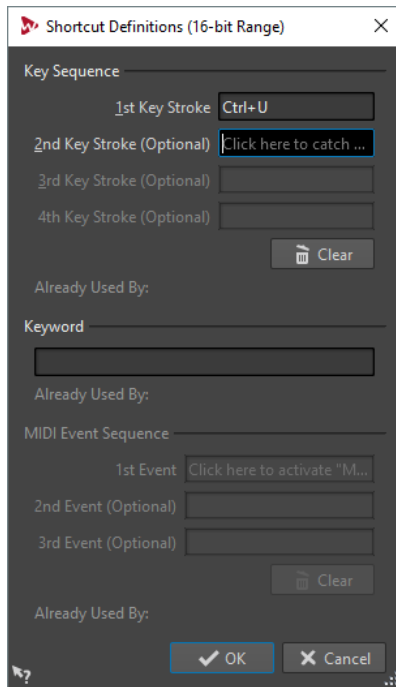 Shortcut Definitions (16-bit Range)
Key Sequence
1st Key Stroke Ctrl+U
2nd Key Stroke (Optional) Click here to catch ...
3rd Key Stroke (Optional)
4th Key Stroke (Optional)
Clear
Already Used By:
Keyword
Already Used By:
MIDI Event Sequence
1st Event Click here to activate "M...
2nd Event (Optional)
3rd Event (Optional)
Clear
Already Used By:
OK Cancel